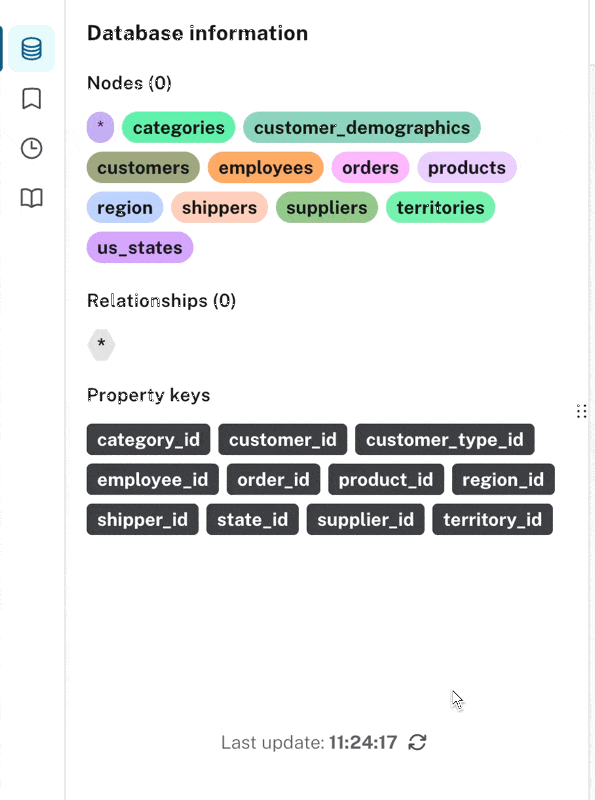 Database information
Nodes (0)
* categories customer_demographics
customers employees orders products
region shippers suppliers territories
us_states
Relationships (0)
*
Property keys
category_id customer_id customer_type_id
employee_id order_id product_id region_id
shipper_id state_id supplier_id territory_id
Last update: 11:24:17